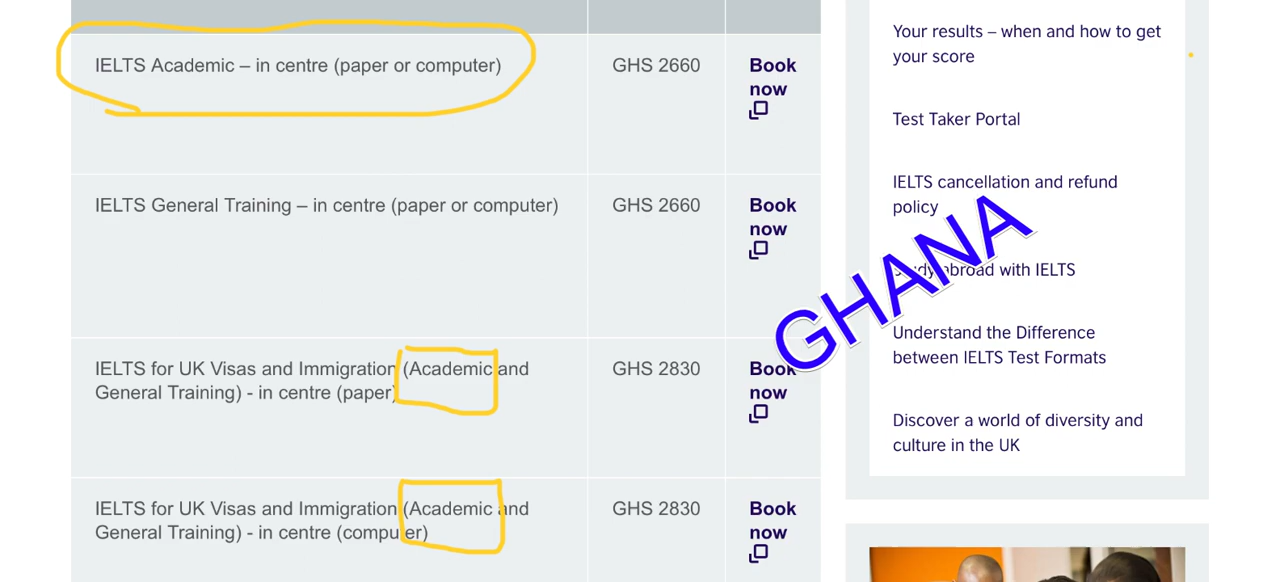 IELTS Academic – in centre (paper or computer)
GHS 2660
Book
now
IELTS General Training – in centre (paper or computer)
GHS 2660
Book
now
IELTS for UK Visas and Immigration (Academic and
General Training) - in centre (paper)
GHS 2830
Book
now
IELTS for UK Visas and Immigration (Academic and
General Training) - in centre (computer)
GHS 2830
Book
now
Your results – when and how to get
your score
Test Taker Portal
IELTS cancellation and refund
policy
Study abroad with IELTS
Understand the Difference
between IELTS Test Formats
Discover a world of diversity and
culture in the UK
GHANA